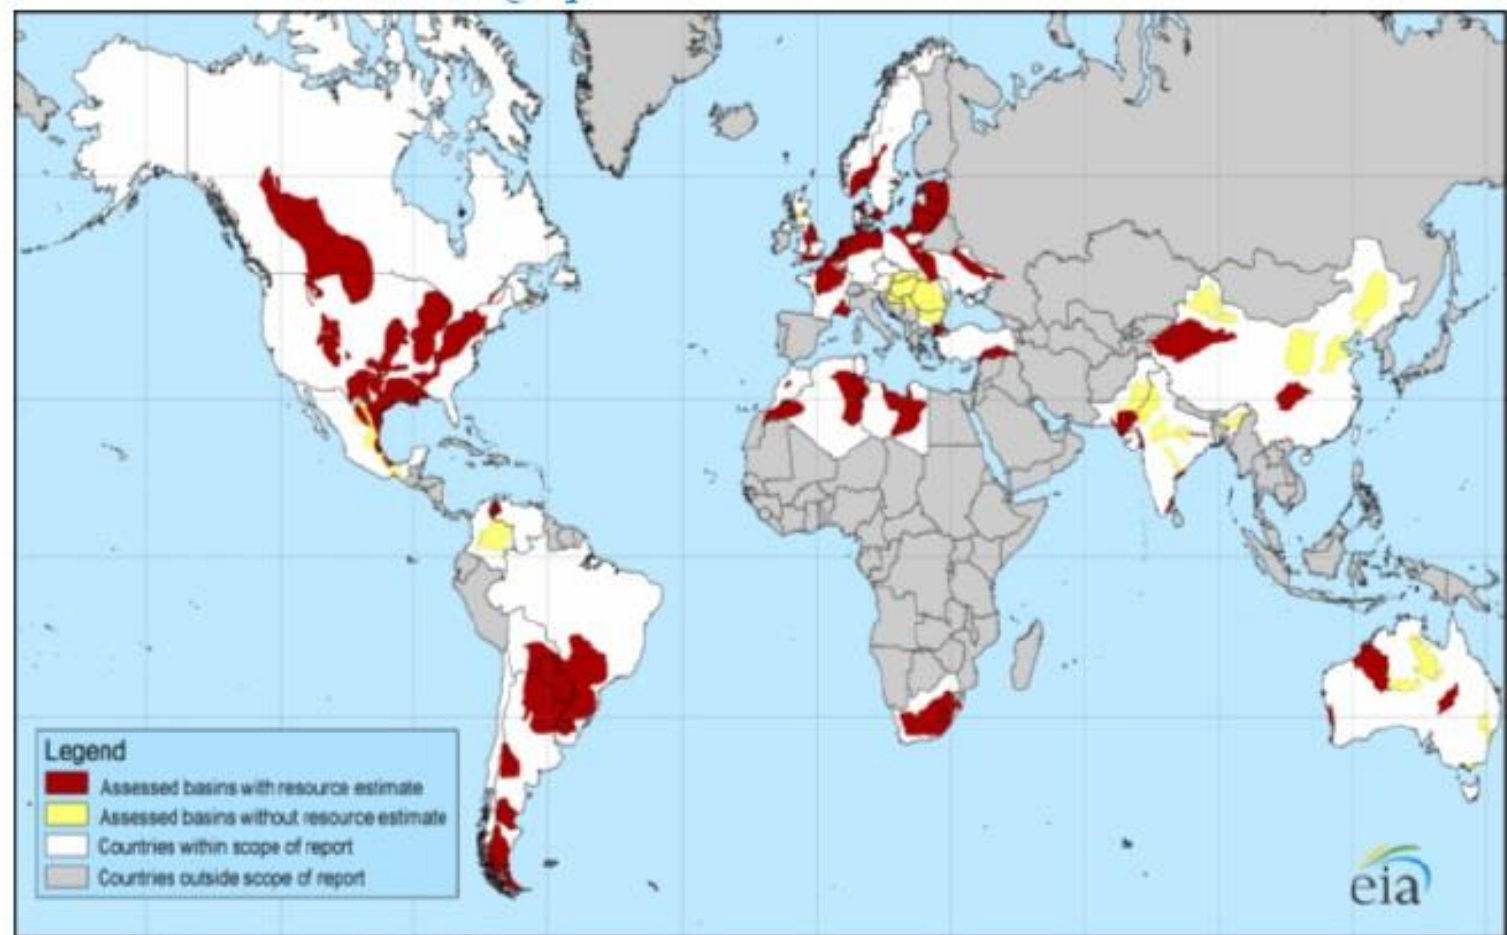 Legend
Assessed basins with resource estimate
Assessed basins without resource estimate
Countries within scope of report
Countries outside scope of report
eia